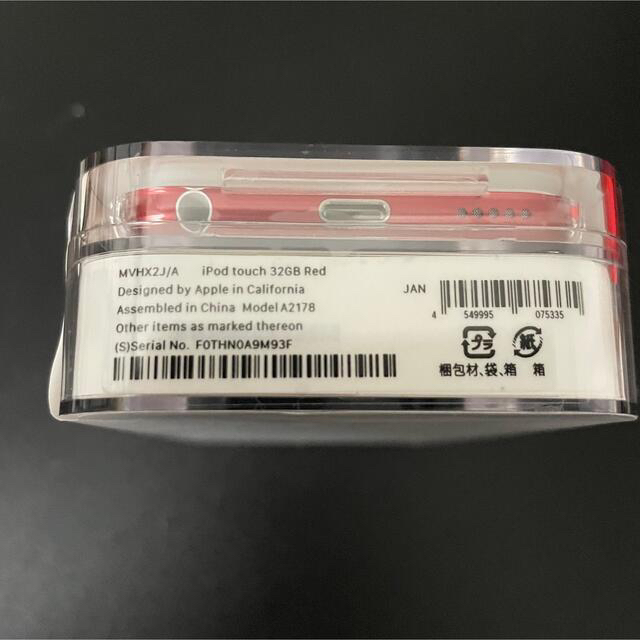 MVHX2J/A iPod touch 32GB Red
Designed by Apple in California
Assembled in China Model A2178
Other items as marked thereon
(S)Serial No. F0THN0A9M93F
JAN
4 549995 075335
プラ 紙
梱包材、袋、箱 箱